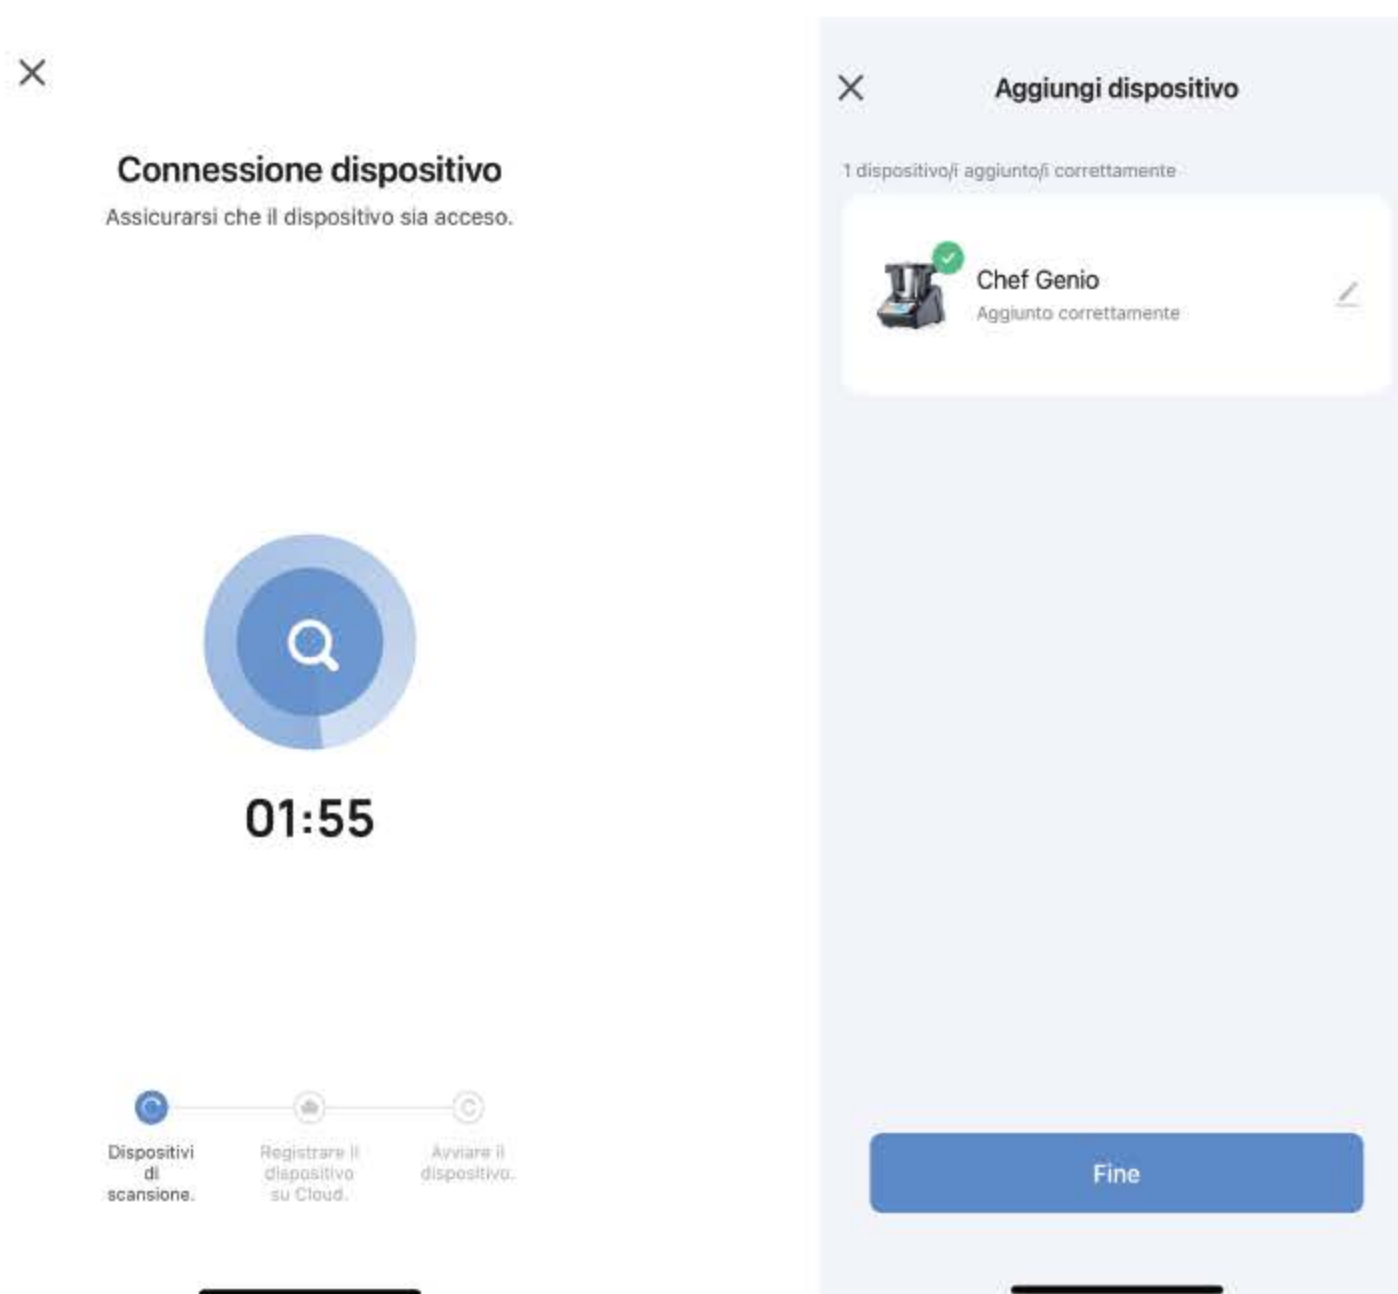 Connessione dispositivo
Assicurarsi che il dispositivo sia acceso.
01:55
Dispositivi
di
scansione.
Registrare il
dispositivo
su Cloud.
Avviare il
dispositivo.
Aggiungi dispositivo
1 dispositivo/i aggiunto/i correttamente
Chef Genio
Aggiunto correttamente
Fine